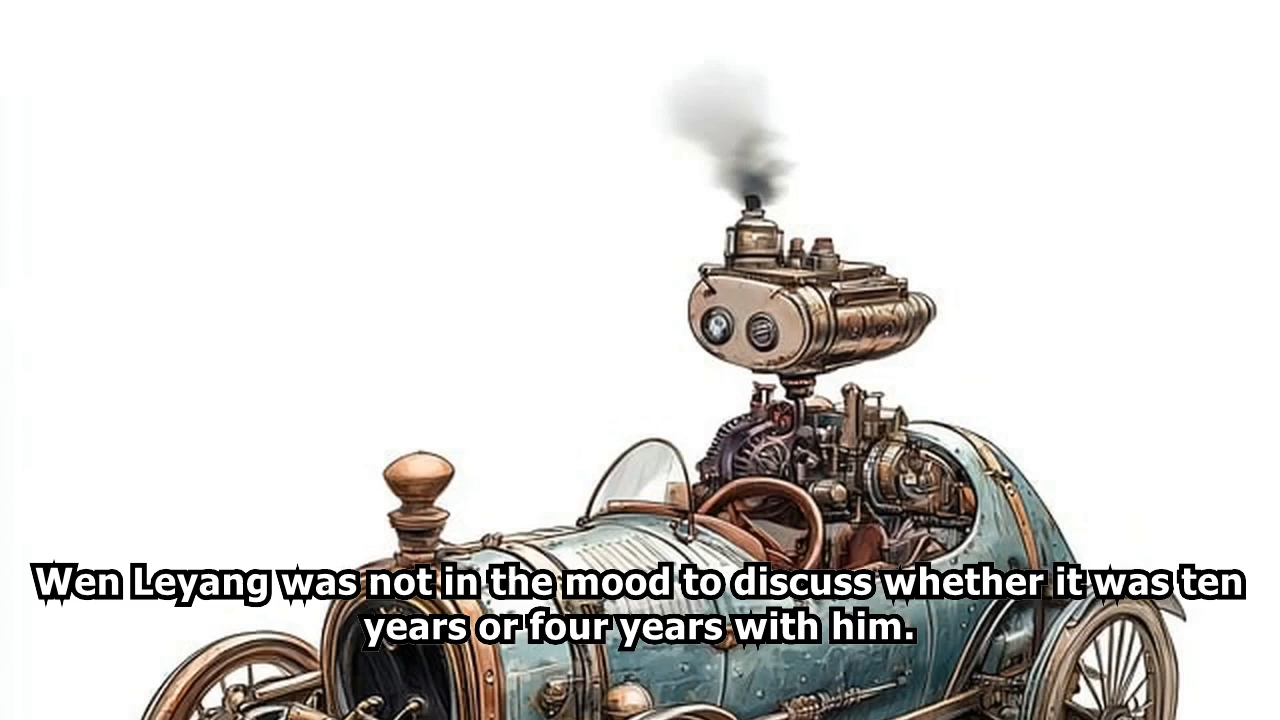 Wen Leyang was not in the mood to discuss whether it was ten
years or four years with him.